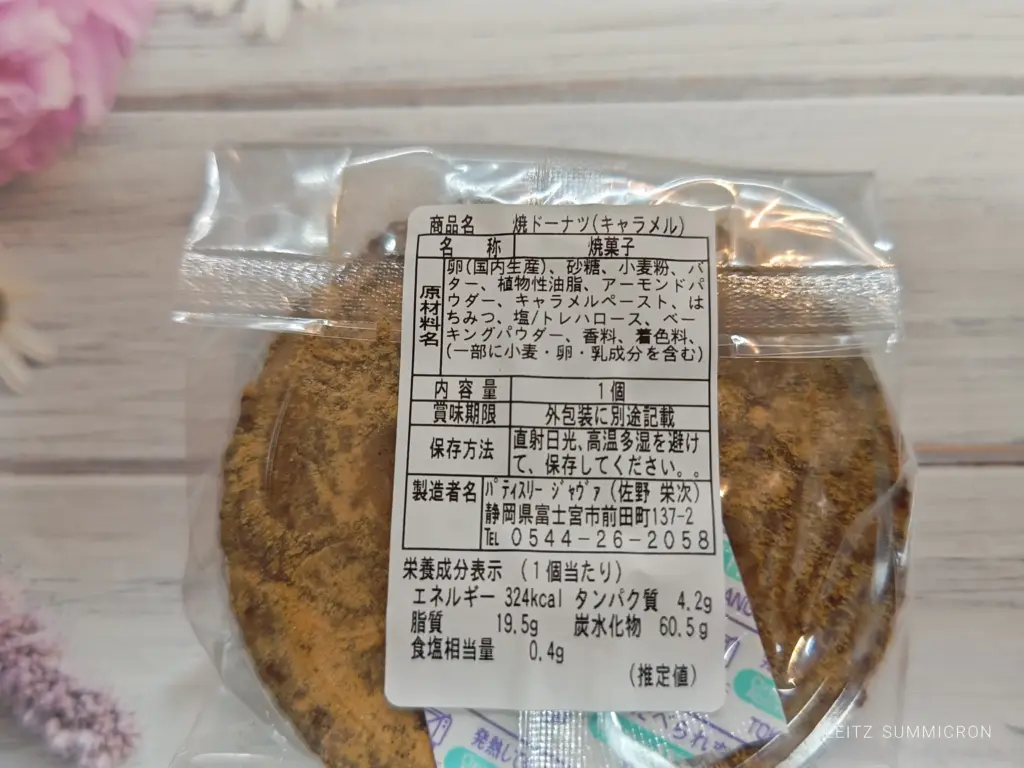 商品名 焼ドーナツ(キャラメル)
名 称 焼菓子
原材料名
卵(国内生産)、砂糖、小麦粉、バ
ター、植物性油脂、アーモンドパ
ウダー、キャラメルペースト、は
ちみつ、塩/トレハロース、ベー
キングパウダー、香料、着色料、
(一部に小麦・卵・乳成分を含む)
内 容 量 1個
賞味期限 外包装に別途記載
保存方法 直射日光、高温多湿を避け
て、保存してください。。
製造者名 ﾊﾟﾃｨｽﾘｰ ｼﾞｬｳﾞｧ (佐野 栄次)
静岡県富士宮市前田町137-2
℡ 0544-26-2058
栄養成分表示 (1個当たり)
エネルギー 324kcal タンパク質 4.2g
脂質 19.5g 炭水化物 60.5g
食塩相当量 0.4g
(推定値)
発熱し
LEITZ SUMMICRON